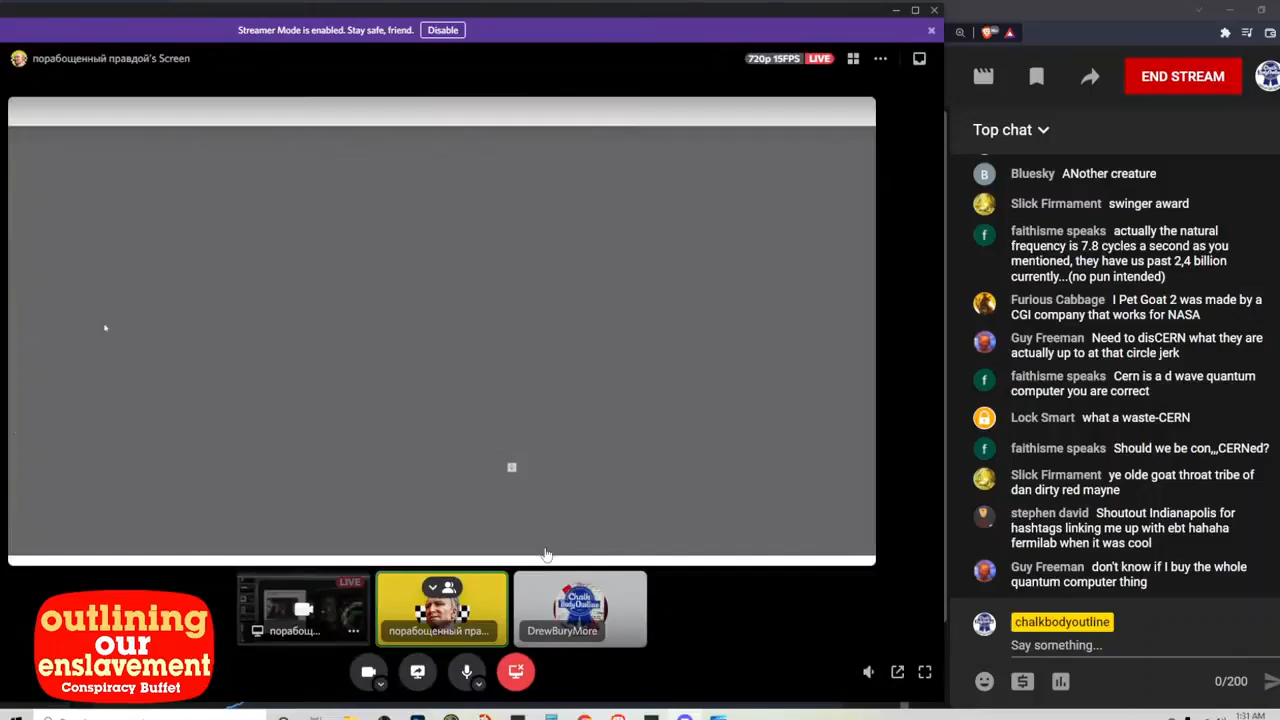 Streamer Mode is enabled. Stay safe, friend. Disable
порабощенный правдой's Screen
720p 15FPS LIVE
END STREAM
Top chat
B Bluesky ANother creature
Slick Firmament swinger award
f faithisme speaks actually the natural
frequency is 7.8 cycles a second as you
mentioned, they have us past 2,4 billion
currently...(no pun intended)
Furious Cabbage I Pet Goat 2 was made by a
CGI company that works for NASA
Guy Freeman Need to disCERN what they are
actually up to at that circle jerk
f faithisme speaks Cern is a d wave quantum
computer you are correct
Lock Smart what a waste-CERN
f faithisme speaks Should we be con,,,CERNed?
Slick Firmament ye olde goat throat tribe of
dan dirty red mayne
stephen david Shoutout Indianapolis for
hashtags linking me up with ebt hahaha
fermilab when it was cool
Guy Freeman don't know if I buy the whole
quantum computer thing
chalkbodyoutline
Say something...
0/200
LIVE
порабощ...
порабощенный пра...
Chalk
Body Outline
DrewBuryMore
outlining
our
enslavement
Conspiracy Buffet
1:31 AM